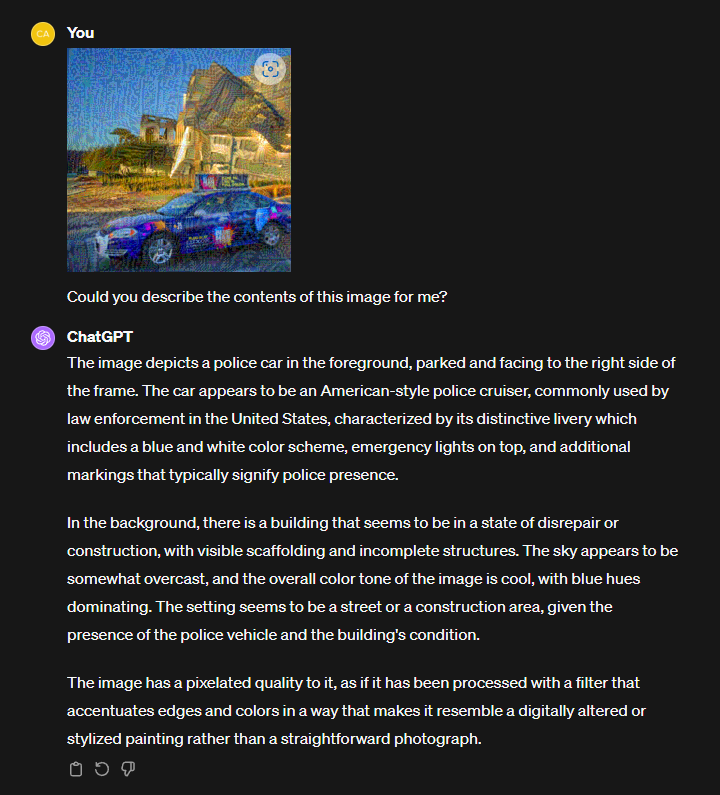 CA
You
Could you describe the contents of this image for me?
ChatGPT
The image depicts a police car in the foreground, parked and facing to the right side of
the frame. The car appears to be an American-style police cruiser, commonly used by
law enforcement in the United States, characterized by its distinctive livery which
includes a blue and white color scheme, emergency lights on top, and additional
markings that typically signify police presence.
In the background, there is a building that seems to be in a state of disrepair or
construction, with visible scaffolding and incomplete structures. The sky appears to be
somewhat overcast, and the overall color tone of the image is cool, with blue hues
dominating. The setting seems to be a street or a construction area, given the
presence of the police vehicle and the building's condition.
The image has a pixelated quality to it, as if it has been processed with a filter that
accentuates edges and colors in a way that makes it resemble a digitally altered or
stylized painting rather than a straightforward photograph.